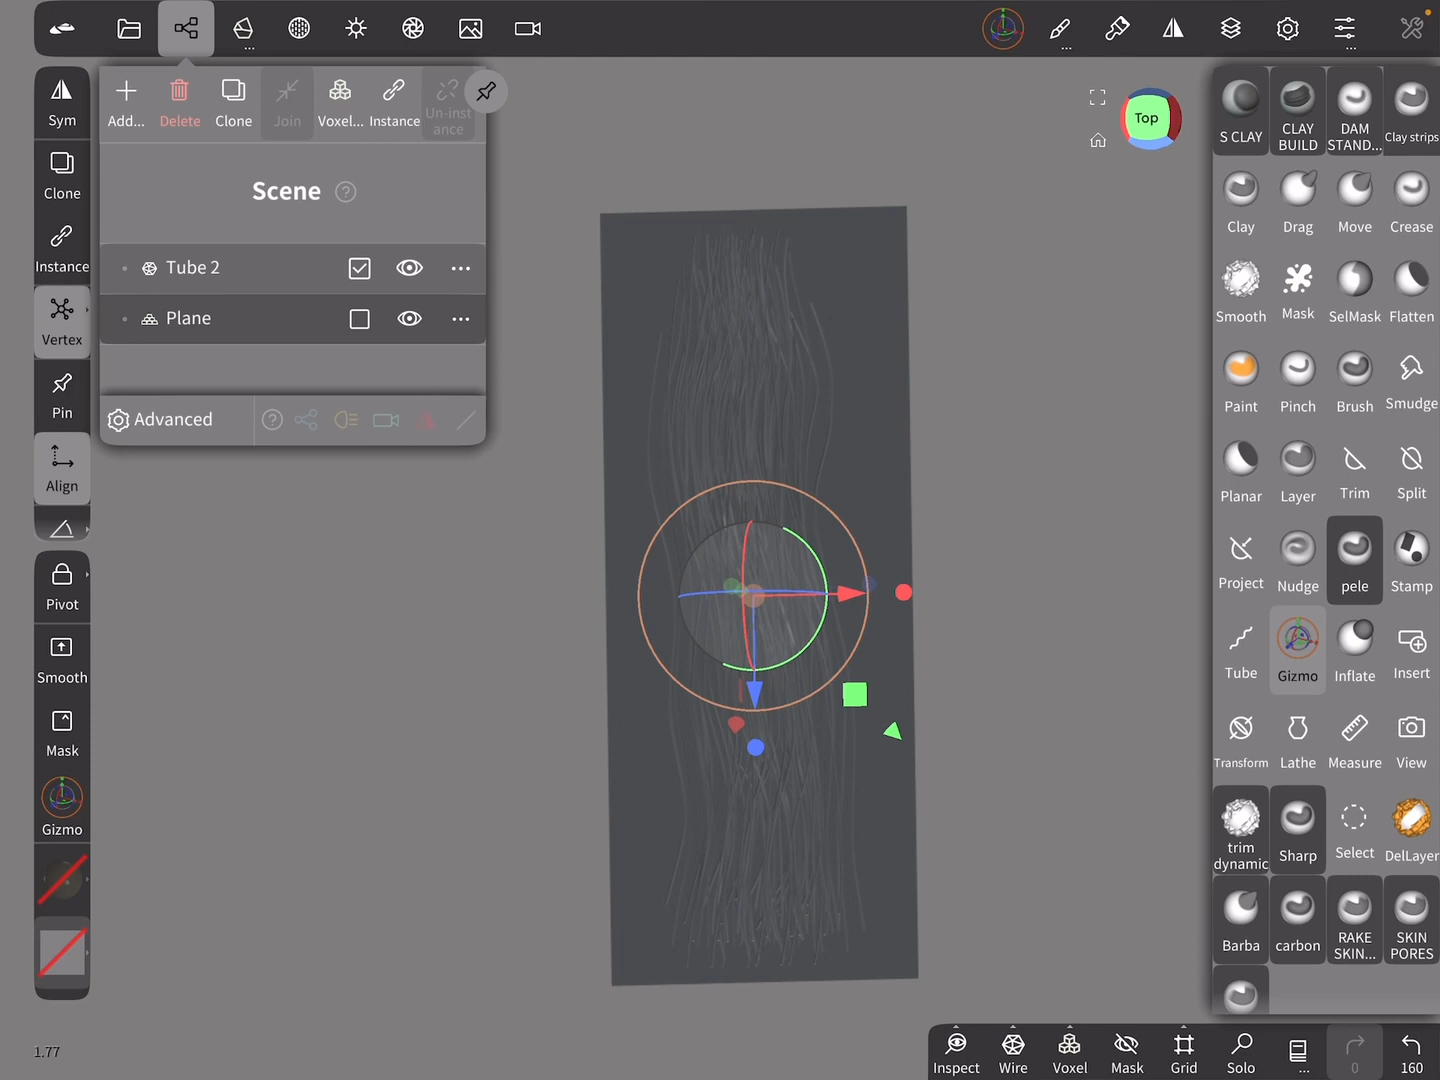 Add...
Delete
Clone
Join
Voxel...
Instance
Un-inst
ance
Scene
?
Tube 2
...
Plane
...
Advanced
?
Sym
Clone
Instance
Vertex
Pin
Align
Pivot
Smooth
Mask
Gizmo
1.77
Top
S CLAY
CLAY
BUILD
DAM
STAND...
Clay strips
Clay
Drag
Move
Crease
Smooth
Mask
SelMask
Flatten
Paint
Pinch
Brush
Smudge
Planar
Layer
Trim
Split
Project
Nudge
pele
Stamp
Tube
Gizmo
Inflate
Insert
Transform
Lathe
Measure
View
trim
dynamic
Sharp
Select
DelLayer
Barba
carbon
RAKE
SKIN...
SKIN
PORES
Inspect
Wire
Voxel
Mask
Grid
Solo
...
0
160